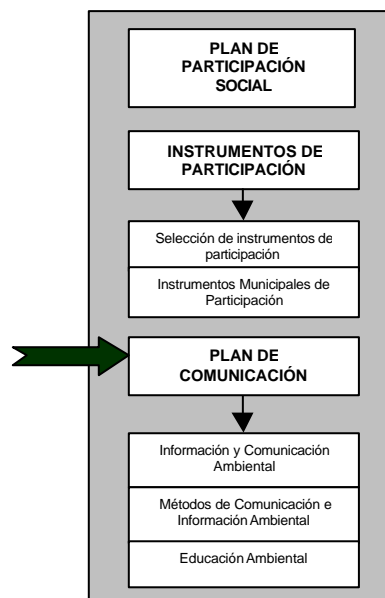 PLAN DE
PARTICIPACIÓN
SOCIAL
INSTRUMENTOS DE
PARTICIPACIÓN
Selección de instrumentos de
participación
Instrumentos Municipales de
Participación
PLAN DE
COMUNICACIÓN
Información y Comunicación
Ambiental
Métodos de Comunicación e
Información Ambiental
Educación Ambiental